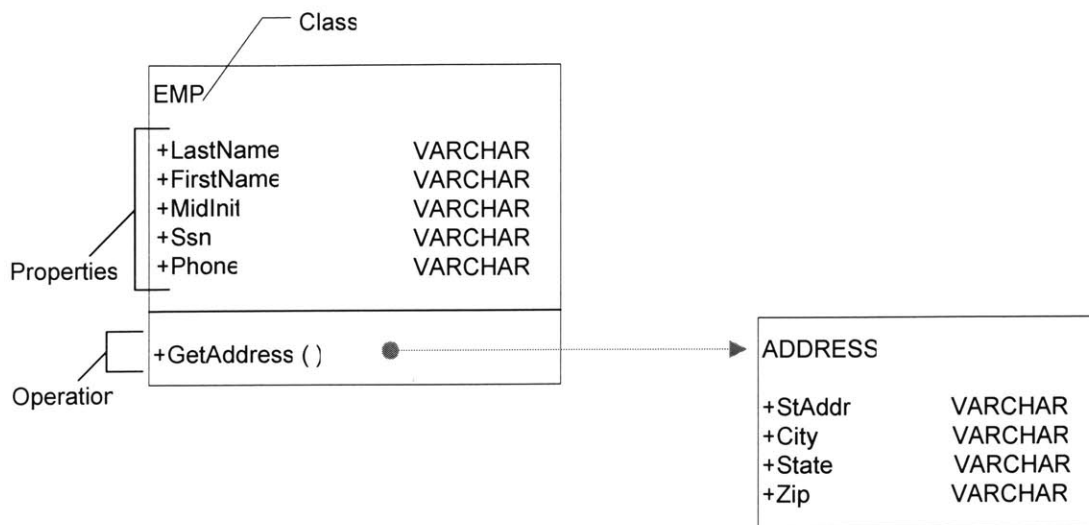 Class
EMP
+LastName VARCHAR
+FirstName VARCHAR
+MidInit VARCHAR
+Ssn VARCHAR
+Phone VARCHAR
Properties
+GetAddress ( )
Operation
ADDRESS
+StAddr VARCHAR
+City VARCHAR
+State VARCHAR
+Zip VARCHAR